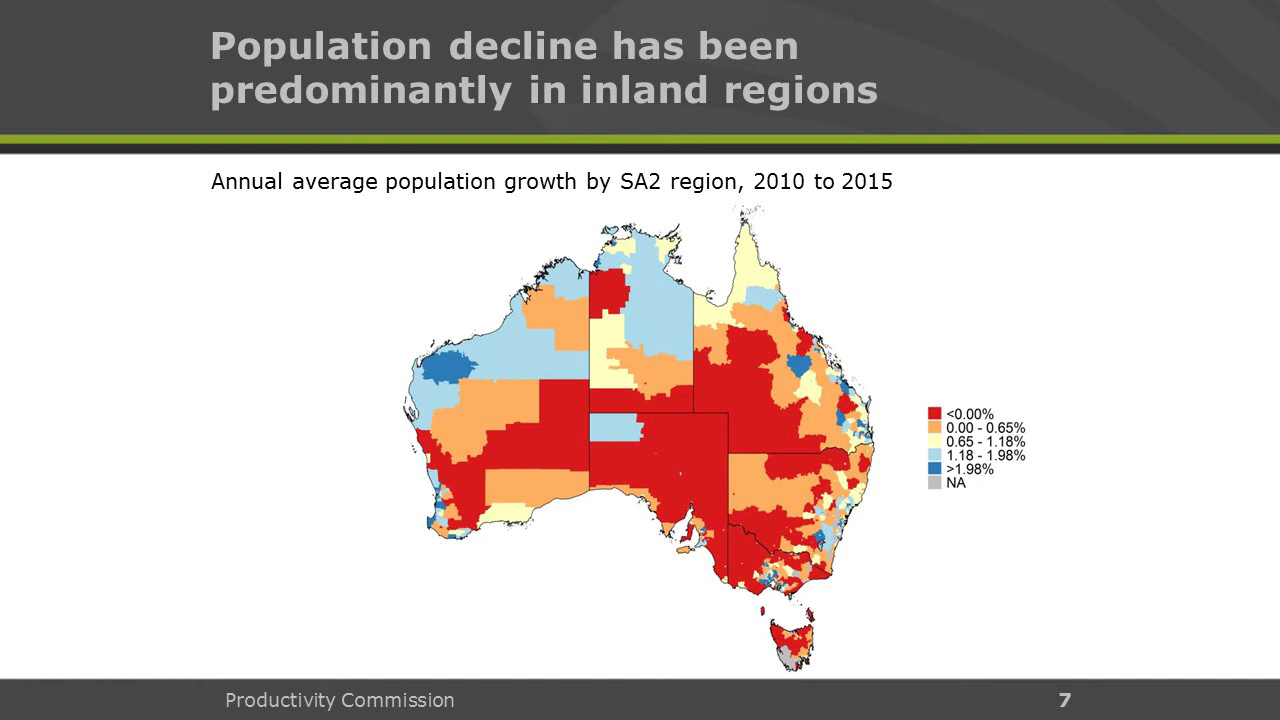 Population decline has been
predominantly in inland regions
Annual average population growth by SA2 region, 2010 to 2015
<0.00%
0.00 - 0.65%
0.65 - 1.18%
1.18 - 1.98%
>1.98%
NA
Productivity Commission
7